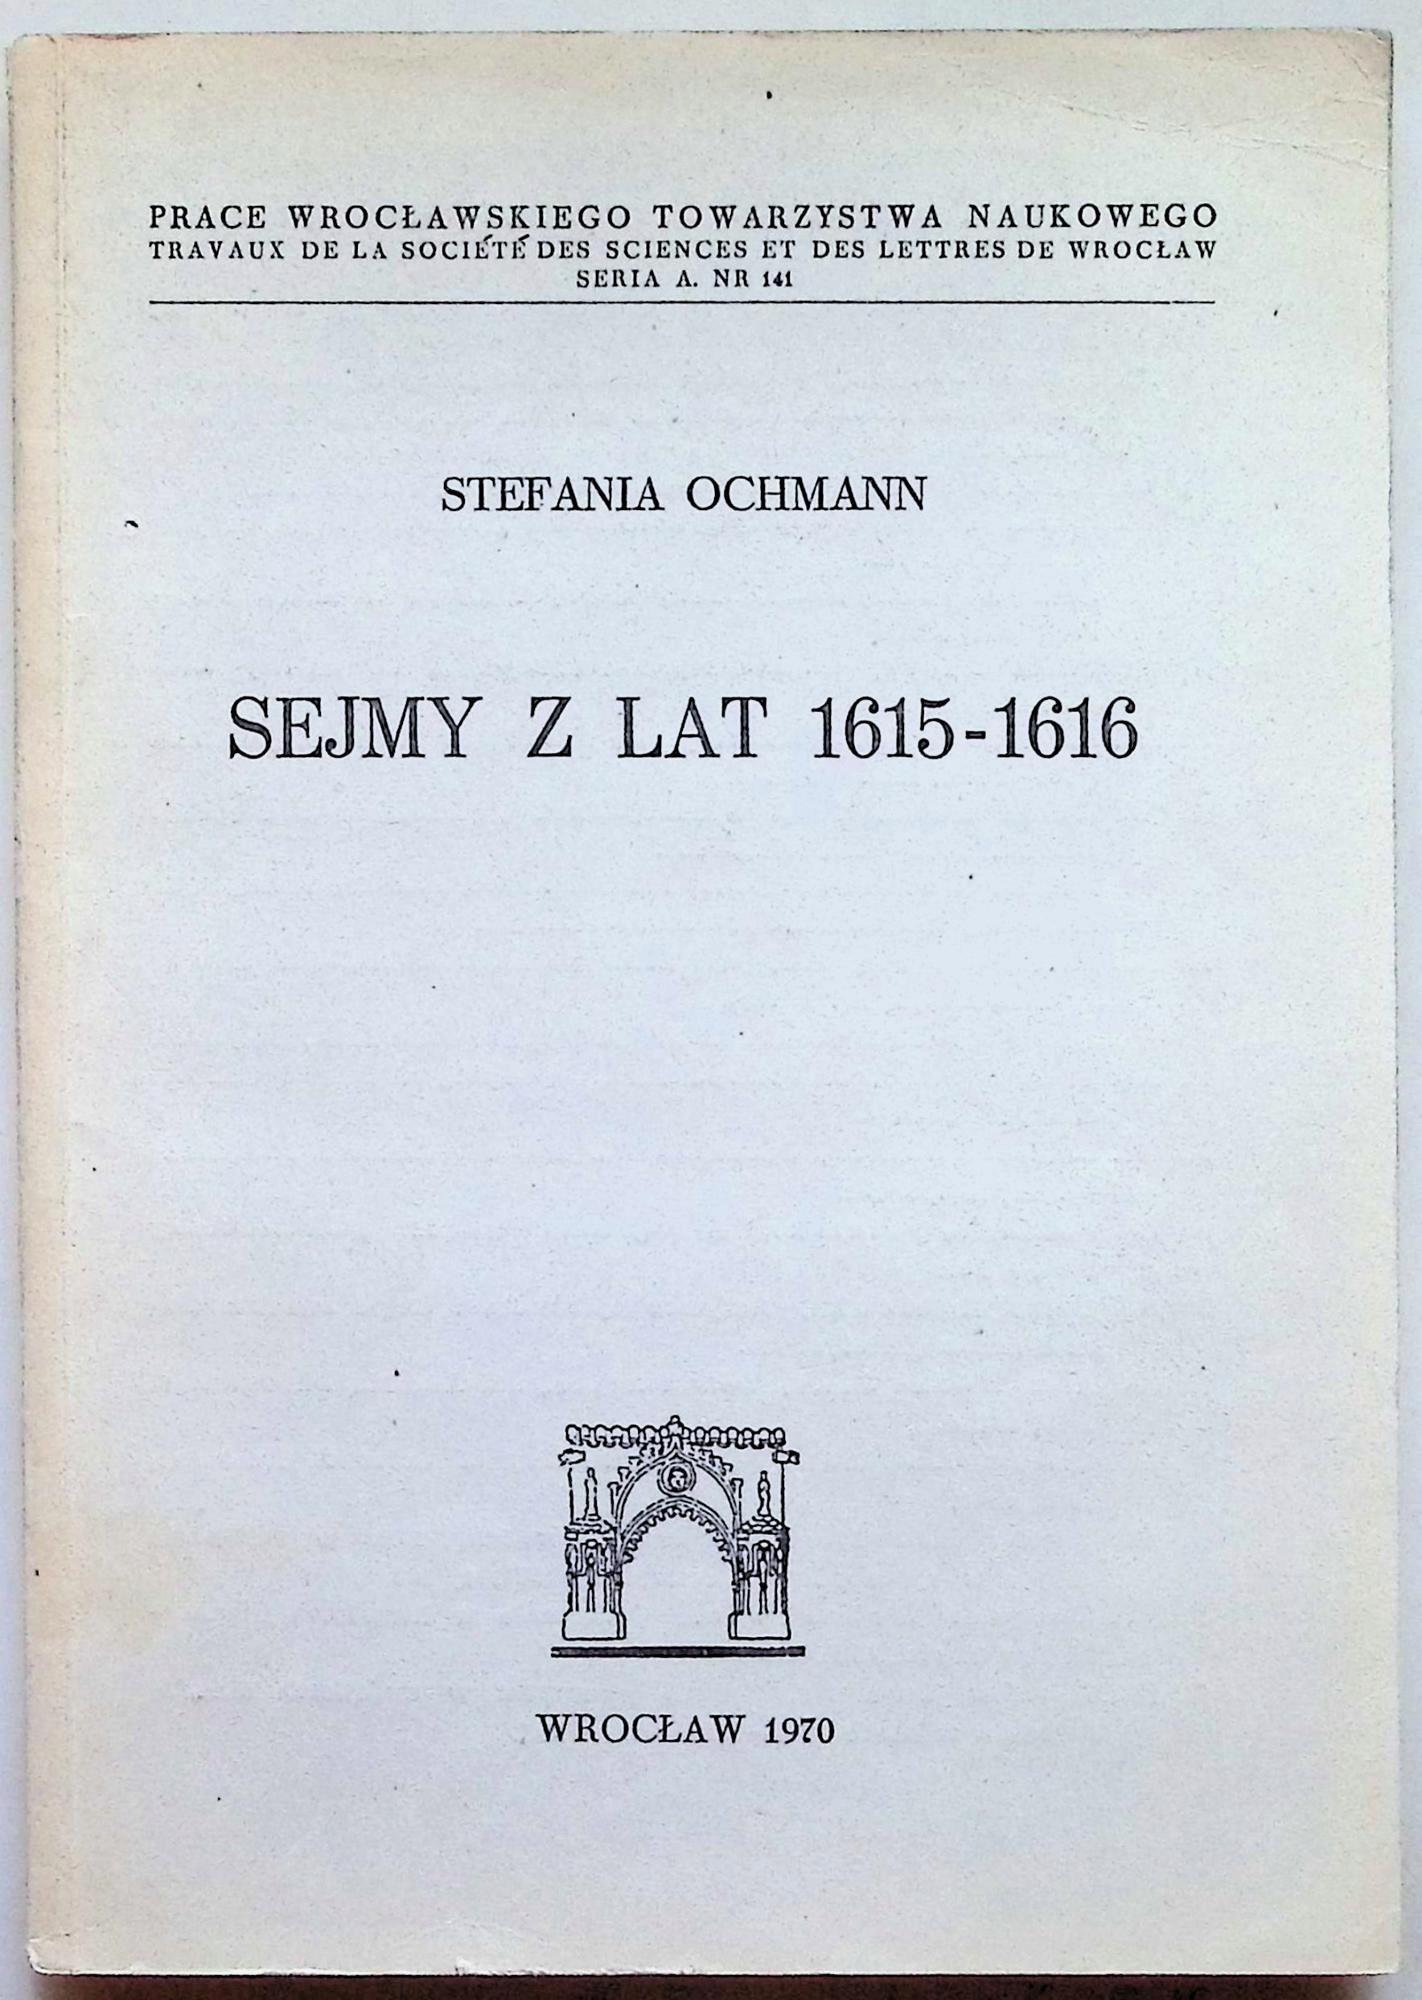 PRACE WROCŁAWSKIEGO TOWARZYSTWA NAUKOWEGO
TRAVAUX DE LA SOCIÉTÉ DES SCIENCES ET DES LETTRES DE WROCŁAW
SERIA A. NR 141
STEFANIA OCHMANN
SEJMY Z LAT 1615-1616
WROCŁAW 1970